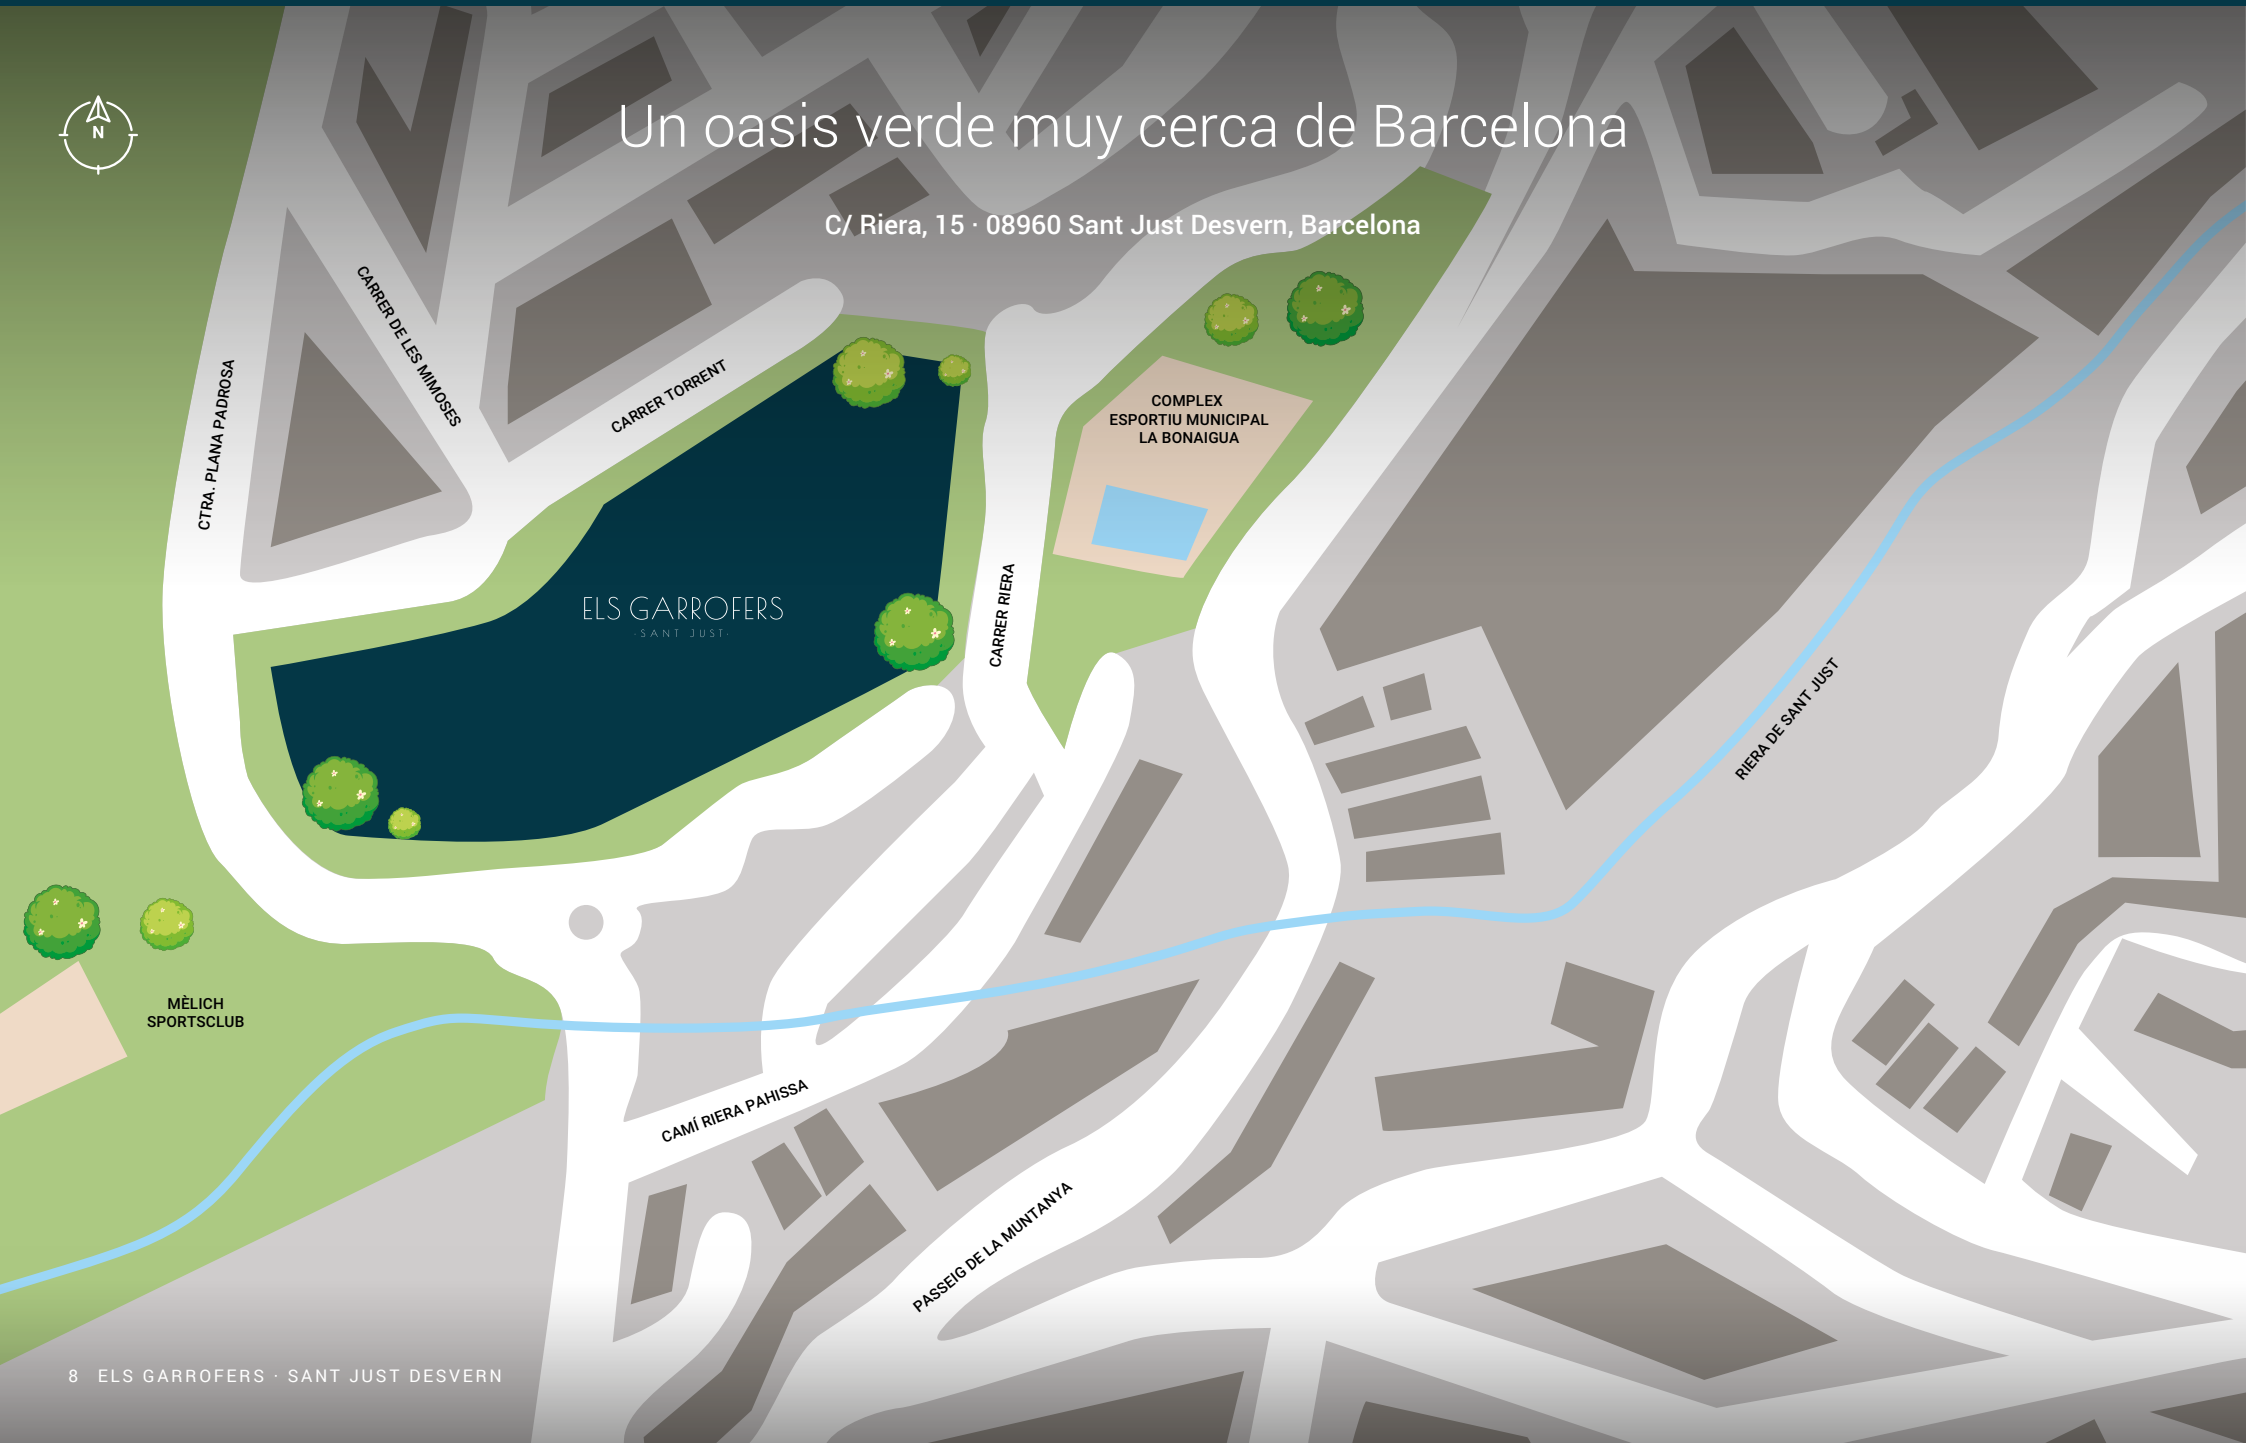 N
Un oasis verde muy cerca de Barcelona
C/ Riera, 15 · 08960 Sant Just Desvern, Barcelona
CARRER DE LES MIMOSES
CTRA. PLANA PADROSA
CARRER TORRENT
COMPLEX
ESPORTIU MUNICIPAL
LA BONAIGUA
ELS GARROFERS
·SANT JUST·
CARRER RIERA
RIERA DE SANT JUST
MÈLICH
SPORTSCLUB
CAMÍ RIERA PAHISSA
PASSEIG DE LA MUNTANYA
8 ELS GARROFERS · SANT JUST DESVERN